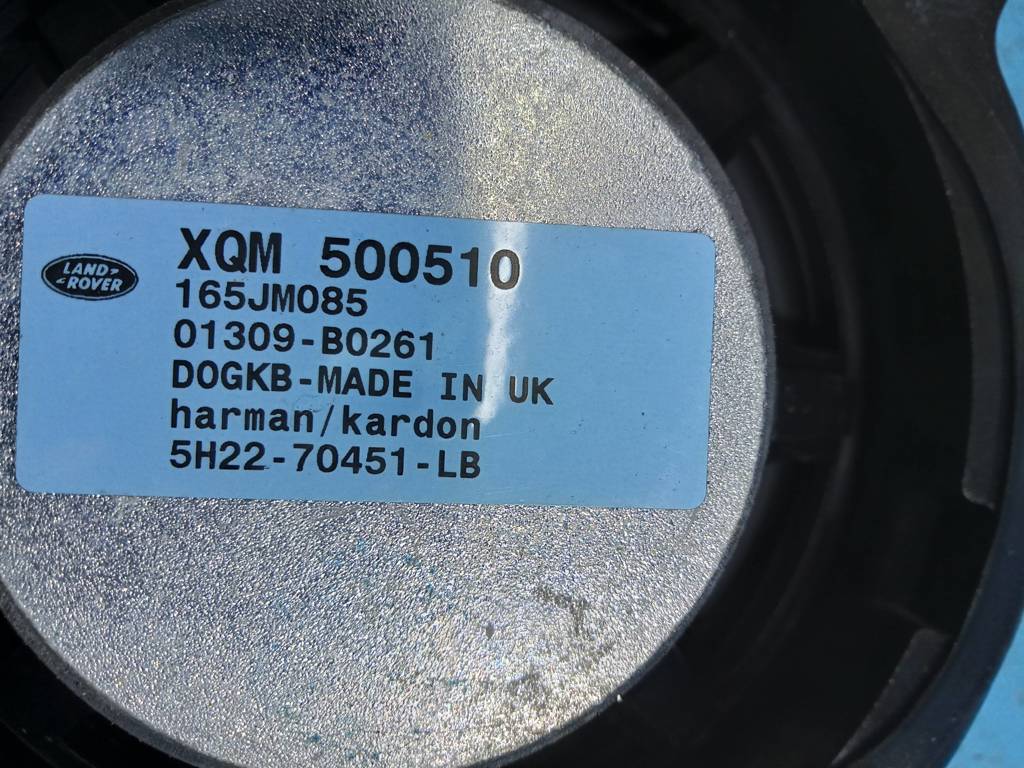 LAND-
-ROVER
XQM 500510
165JM085
01309-B0261
DOGKB-MADE IN UK
harman/kardon
5H22-70451-LB